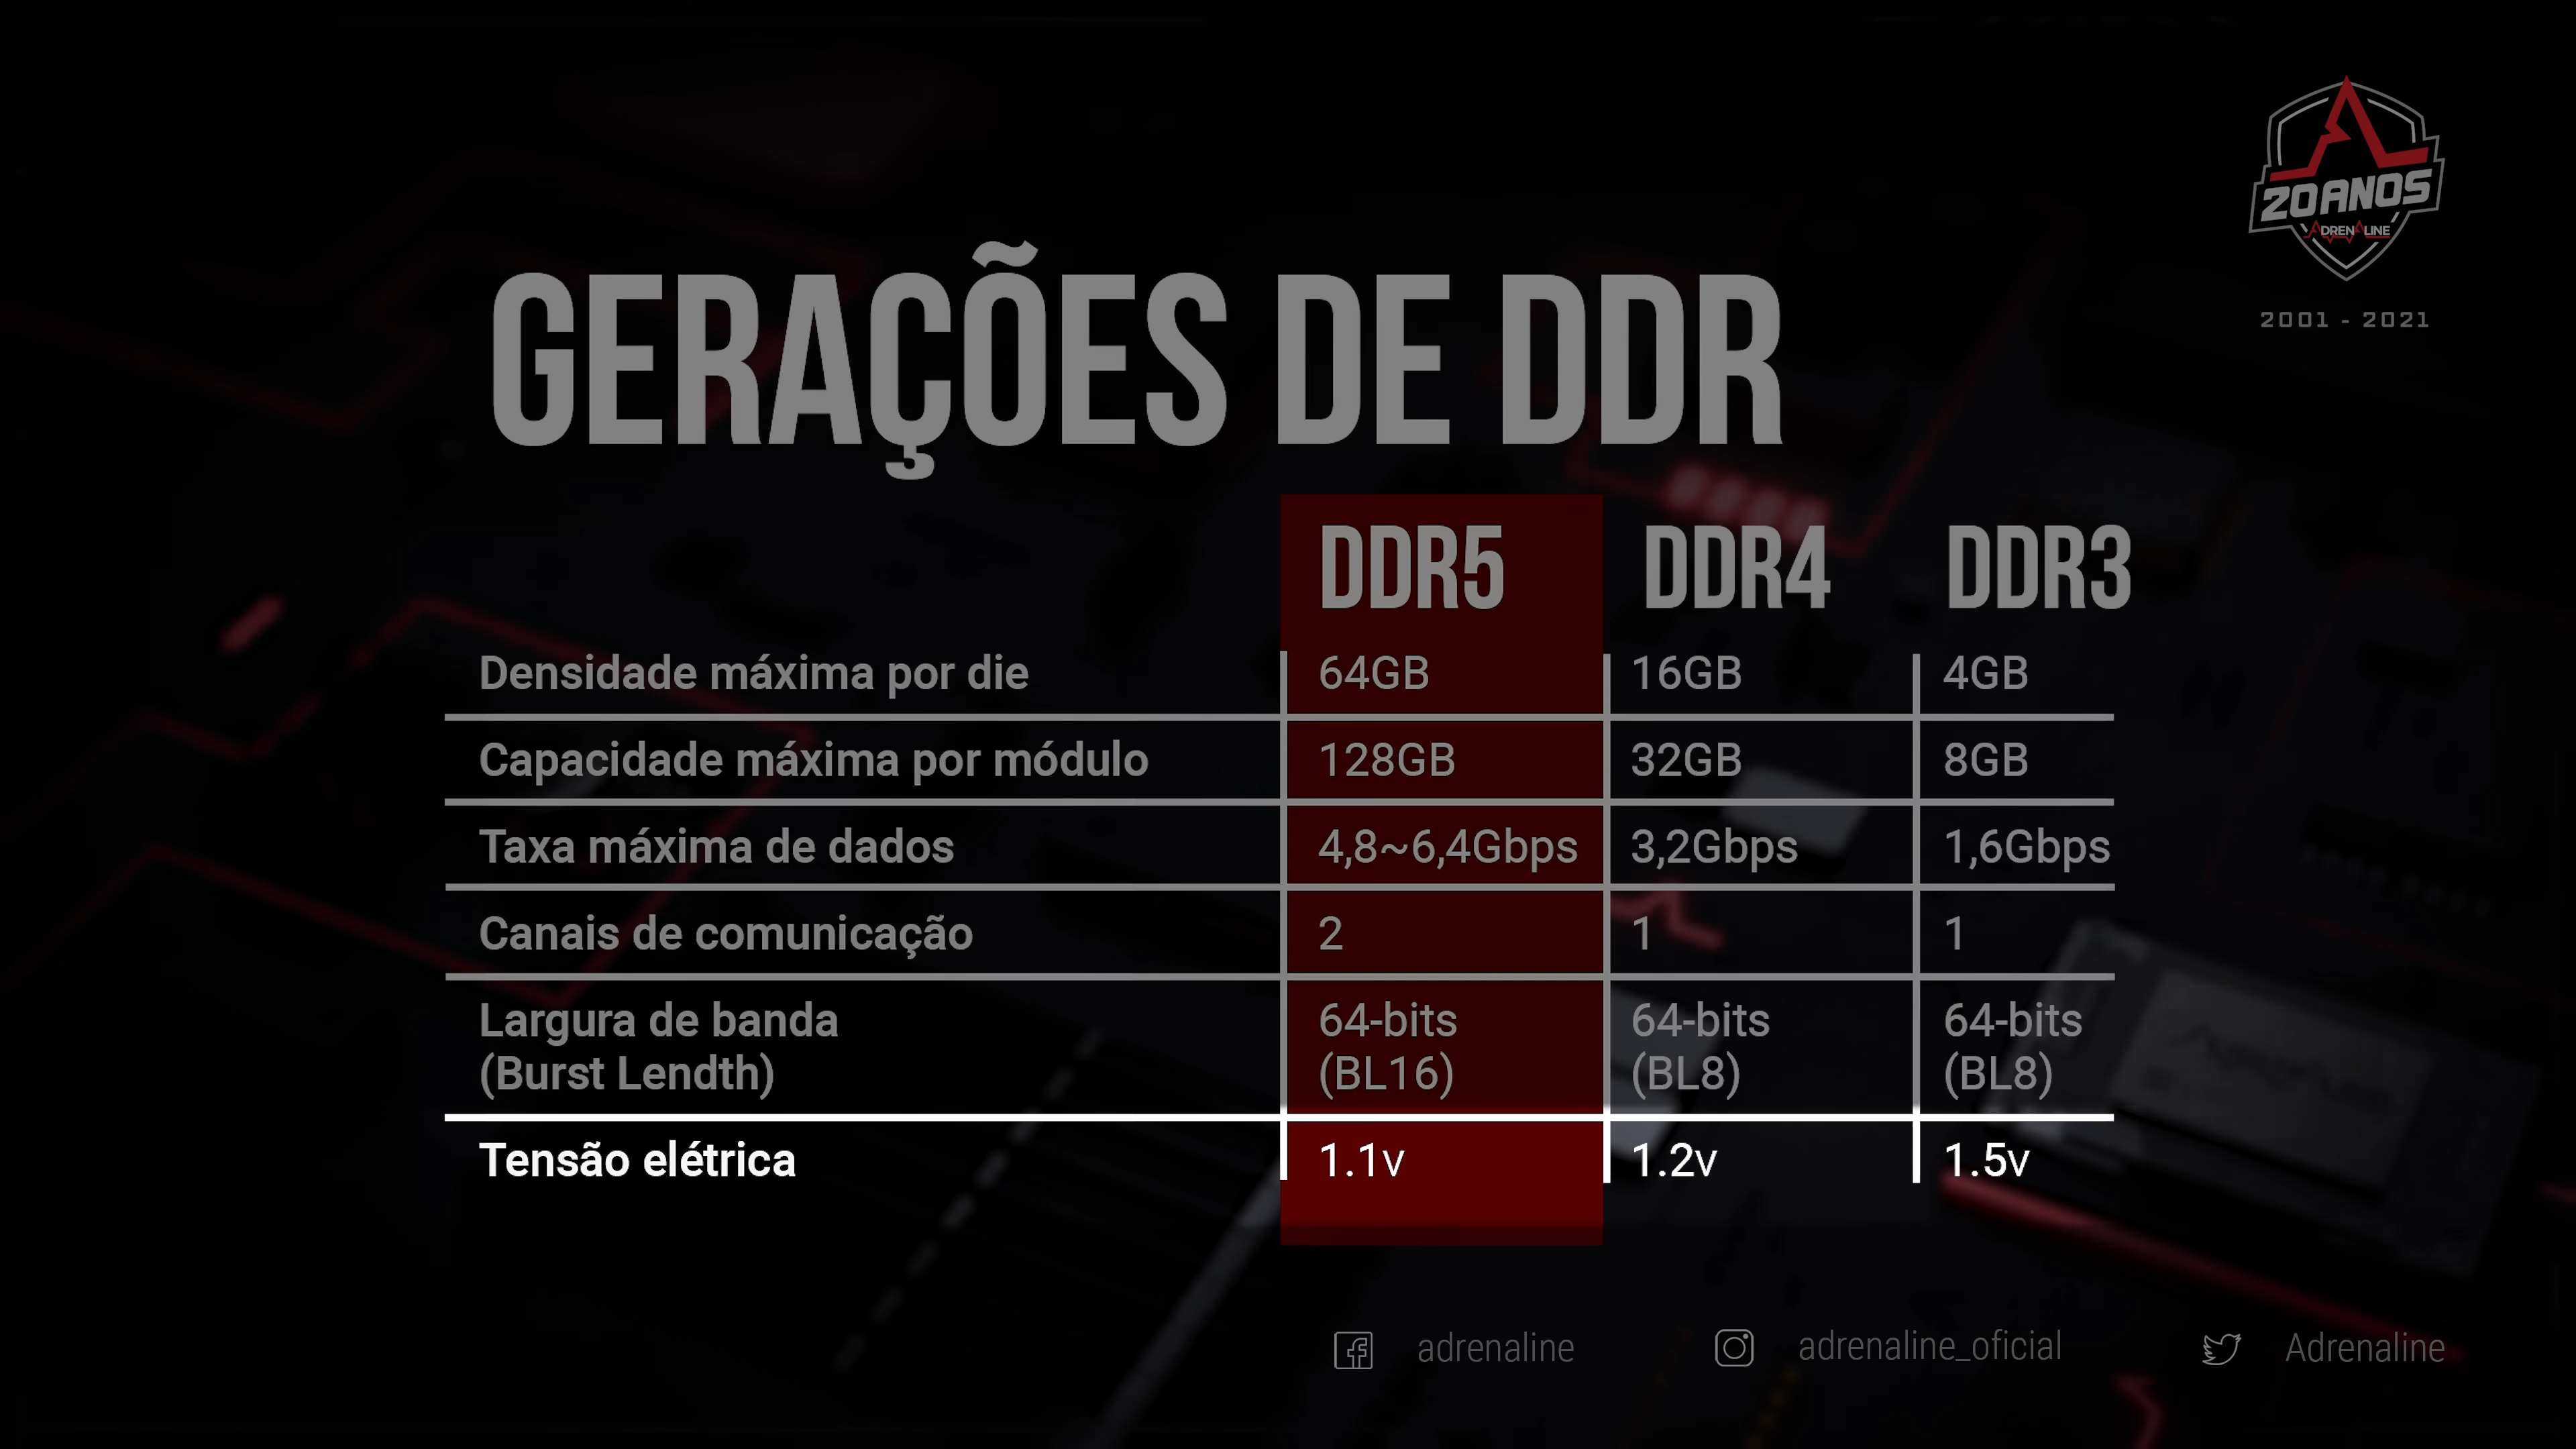 20 ANOS
ADRENALINE
2001 - 2021
GERAÇÕES DE DDR
DDR5 DDR4 DDR3
Densidade máxima por die 64GB 16GB 4GB
Capacidade máxima por módulo 128GB 32GB 8GB
Taxa máxima de dados 4,8~6,4Gbps 3,2Gbps 1,6Gbps
Canais de comunicação 2 1 1
Largura de banda 64-bits 64-bits 64-bits
(Burst Lendth) (BL16) (BL8) (BL8)
Tensão elétrica 1.1v 1.2v 1.5v
adrenaline adrenaline_oficial Adrenaline